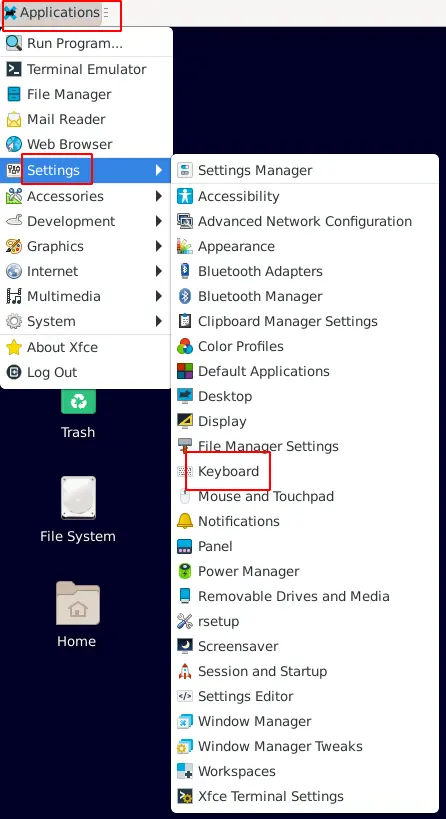 Applications
Run Program...
Terminal Emulator
File Manager
Mail Reader
Web Browser
Settings
Accessories
Development
Graphics
Internet
Multimedia
System
About Xfce
Log Out
Settings Manager
Accessibility
Advanced Network Configuration
Appearance
Bluetooth Adapters
Bluetooth Manager
Clipboard Manager Settings
Color Profiles
Default Applications
Desktop
Display
File Manager Settings
Keyboard
Mouse and Touchpad
Notifications
Panel
Power Manager
Removable Drives and Media
rsetup
Screensaver
Session and Startup
Settings Editor
Window Manager
Window Manager Tweaks
Workspaces
Xfce Terminal Settings
Trash
File System
Home